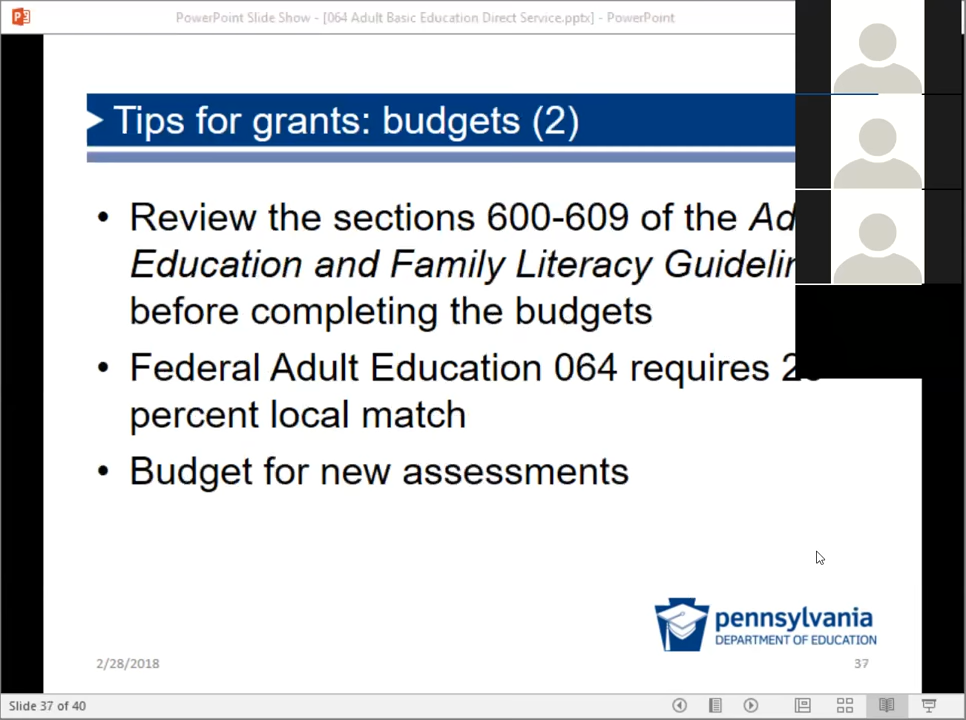 PowerPoint Slide Show - [064 Adult Basic Education Direct Service.pptx] - PowerPoint
Tips for grants: budgets (2)
• Review the sections 600-609 of the
Education and Family Literacy
before completing the budgets
• Federal Adult Education 064 requires
percent local match
• Budget for new assessments
pennsylvania
DEPARTMENT OF EDUCATION
2/28/2018
37
Slide 37 of 40